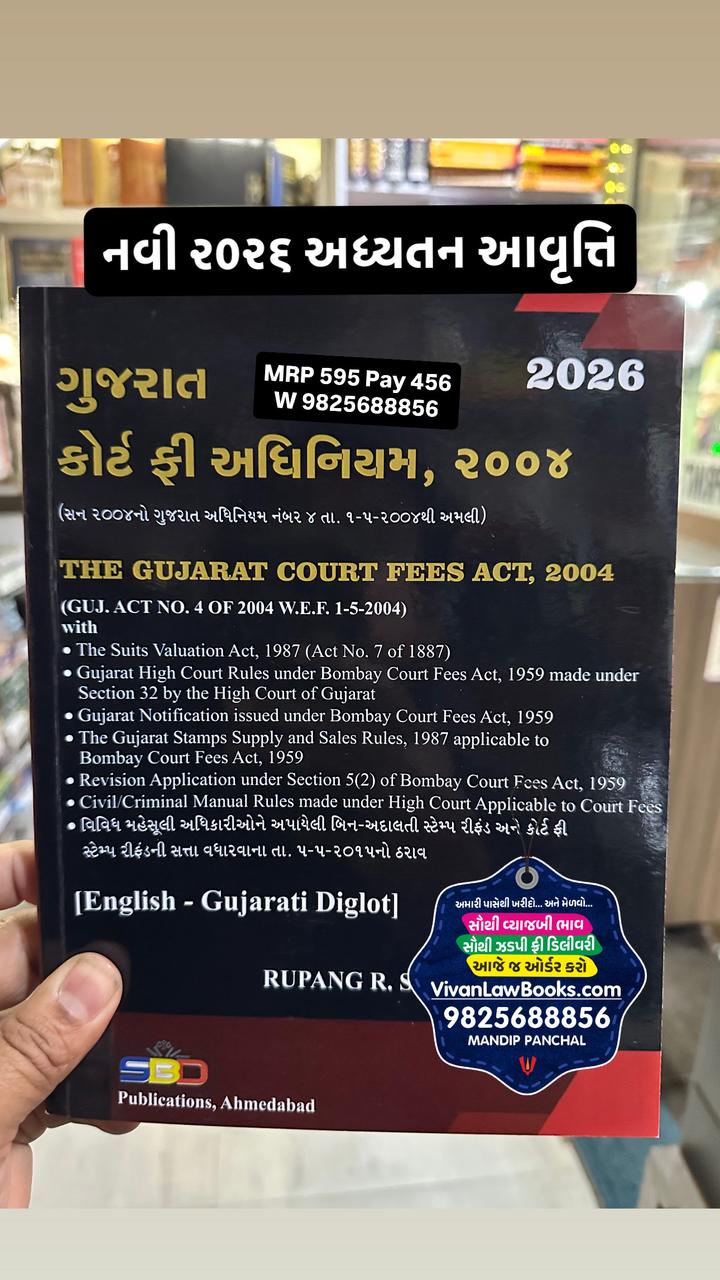 નવી ૨૦૨૬ અધ્યતન આવૃત્તિ
ગુજરાત
MRP 595 Pay 456
W 9825688856
2026
કોર્ટ ફી અધિનિયમ, ૨૦૦૪
(સન ૨૦૦૪નો ગુજરાત અધિનિયમ નંબર ૪ તા. ૧-૫-૨૦૦૪થી અમલી)
THE GUJARAT COURT FEES ACT, 2004
(GUJ. ACT NO. 4 OF 2004 W.E.F. 1-5-2004)
with
• The Suits Valuation Act, 1987 (Act No. 7 of 1887)
• Gujarat High Court Rules under Bombay Court Fees Act, 1959 made under
Section 32 by the High Court of Gujarat
• Gujarat Notification issued under Bombay Court Fees Act, 1959
• The Gujarat Stamps Supply and Sales Rules, 1987 applicable to
Bombay Court Fees Act, 1959
• Revision Application under Section 5(2) of Bombay Court Fees Act, 1959
• Civil/Criminal Manual Rules made under High Court Applicable to Court Fees
• વિવિધ મહેસૂલી અધિકારીઓને અપાયેલી બિન-અદાલતી સ્ટેમ્પ રીફંડ અને કોર્ટ ફી
સ્ટેમ્પ રીફંડની સત્તા વધારવાના તા. ૫-૫-૨૦૧૫નો ઠરાવ
[English - Gujarati Diglot]
RUPANG R. S
અમારી પાસેથી ખરીદો... અને મેળવો...
સૌથી વ્યાજબી ભાવ
સૌથી ઝડપી ફ્રી ડિલીવરી
આજે જ ઓર્ડર કરો
VivanLawBooks.com
9825688856
MANDIP PANCHAL
SBD
Publications, Ahmedabad